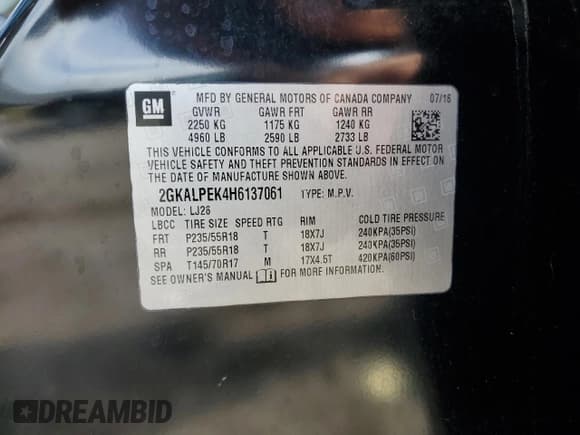 GM
MFD BY GENERAL MOTORS OF CANADA COMPANY 07/16
GVWR GAWR FRT GAWR RR
2250 KG 1175 KG 1240 KG
4960 LB 2590 LB 2733 LB
THIS VEHICLE CONFORMS TO ALL APPLICABLE U.S. FEDERAL MOTOR
VEHICLE SAFETY AND THEFT PREVENTION STANDARDS IN EFFECT ON
THE DATE OF MANUFACTURE SHOWN ABOVE.
2GKALPEK4H6137061 TYPE: M.P.V.
MODEL: LJ26
LBCC TIRE SIZE SPEED RTG RIM COLD TIRE PRESSURE
FRT P235/55R18 T 18X7J 240KPA(35PSI)
RR P235/55R18 T 18X7J 240KPA(35PSI)
SPA T145/70R17 M 17X4.5T 420KPA(60PSI)
SEE OWNER'S MANUAL FOR MORE INFORMATION.
DREAMBID